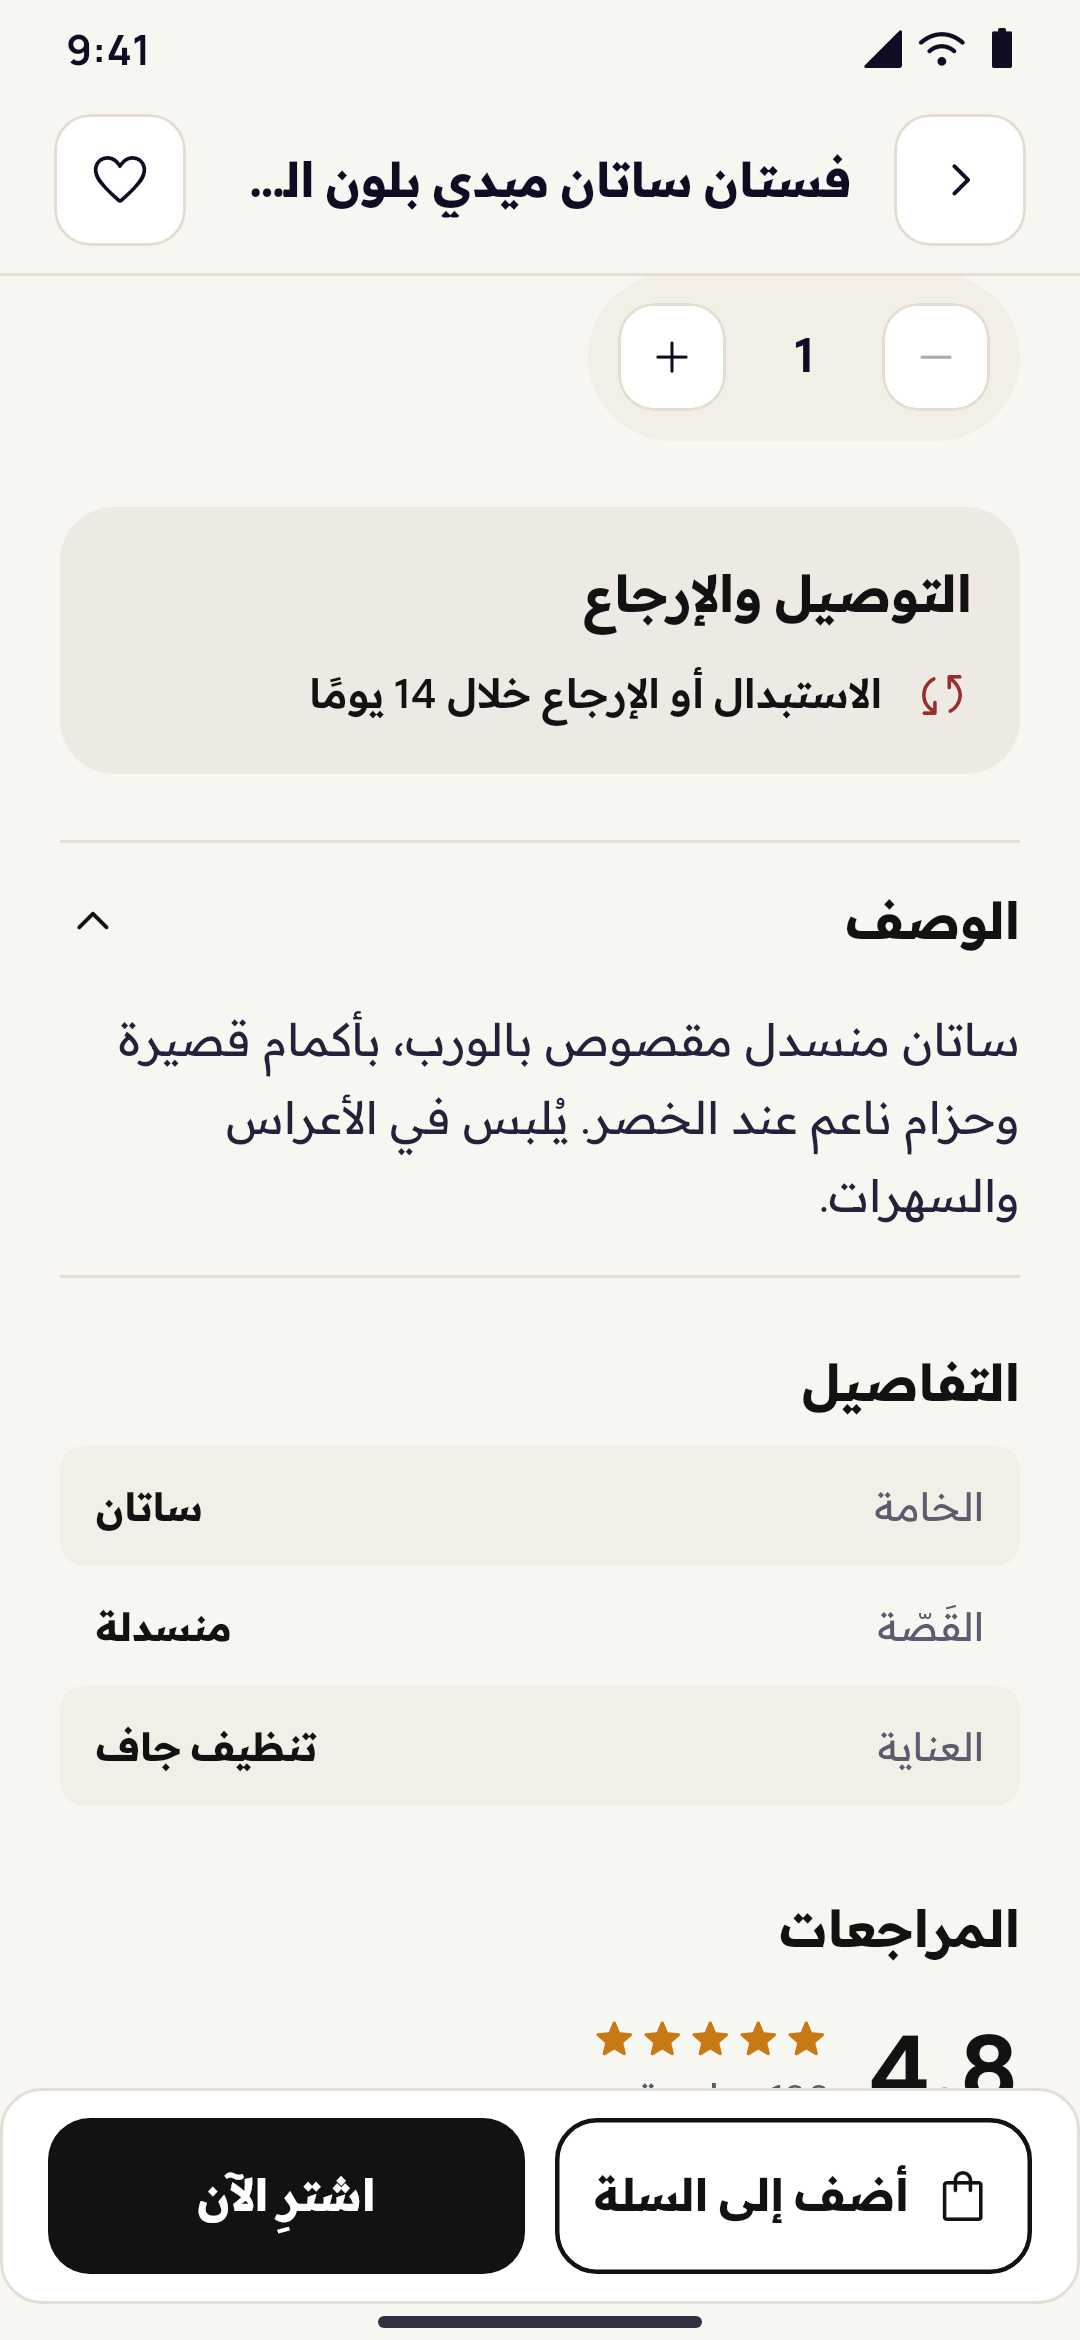 9:41
فستان ساتان ميدي بلون ال...
1
التوصيل والإرجاع
الاستبدال أو الإرجاع خلال 14 يومًا
الوصف
ساتان منسدل مقصوص بالورب، بأكمام قصيرة
وحزام ناعم عند الخصر. يُلبس في الأعراس
والسهرات.
التفاصيل
الخامة ساتان
القَصّة منسدلة
العناية تنظيف جاف
المراجعات
4.8
أضف إلى السلة
اشترِ الآن